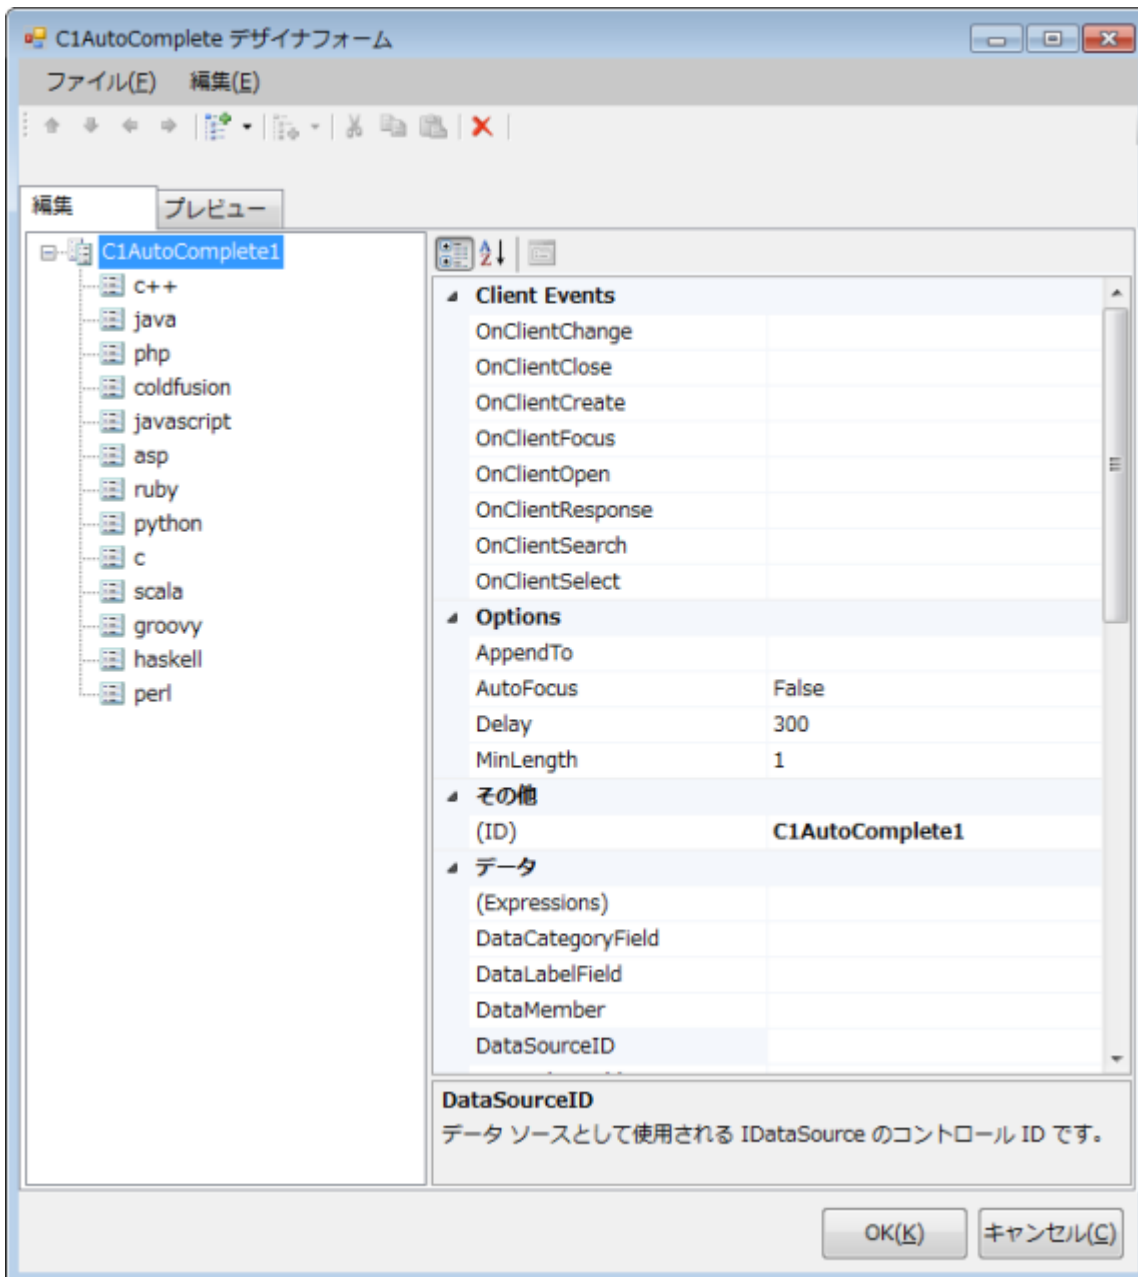 C1AutoComplete デザイナフォーム
ファイル(F) 編集(E)
編集 プレビュー
C1AutoComplete1
c++
java
php
coldfusion
javascript
asp
ruby
python
c
scala
groovy
haskell
perl
Client Events
OnClientChange
OnClientClose
OnClientCreate
OnClientFocus
OnClientOpen
OnClientResponse
OnClientSearch
OnClientSelect
Options
AppendTo
AutoFocus False
Delay 300
MinLength 1
その他
(ID) C1AutoComplete1
データ
(Expressions)
DataCategoryField
DataLabelField
DataMember
DataSourceID
DataSourceID
データ ソースとして使用される IDataSource のコントロール ID です。
OK(K) キャンセル(C)